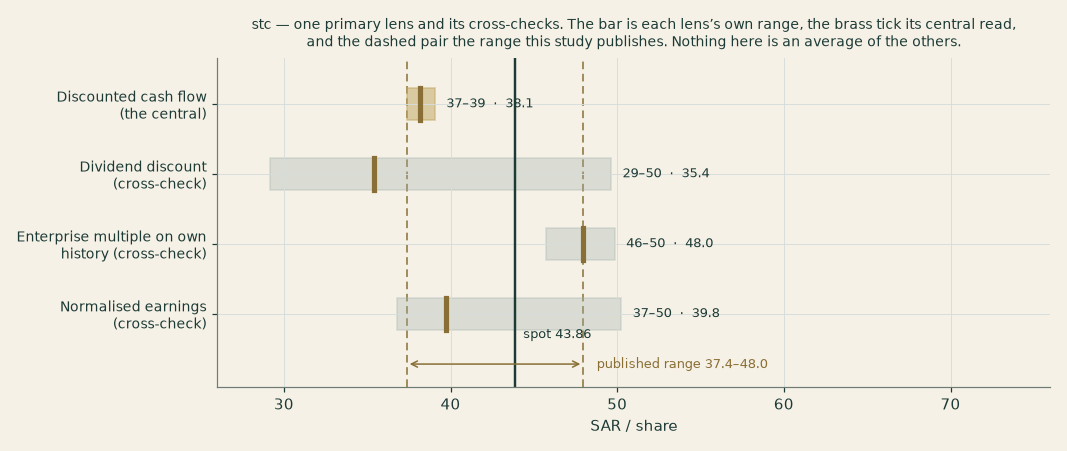 stc — one primary lens and its cross-checks. The bar is each lens’s own range, the brass tick its central read,
and the dashed pair the range this study publishes. Nothing here is an average of the others.
Discounted cash flow
(the central)
37–39 · 38.1
Dividend discount
(cross-check)
29–50 · 35.4
Enterprise multiple on own
history (cross-check)
46–50 · 48.0
Normalised earnings
(cross-check)
37–50 · 39.8
spot 43.86
published range 37.4–48.0
30 40 50 60 70
SAR / share